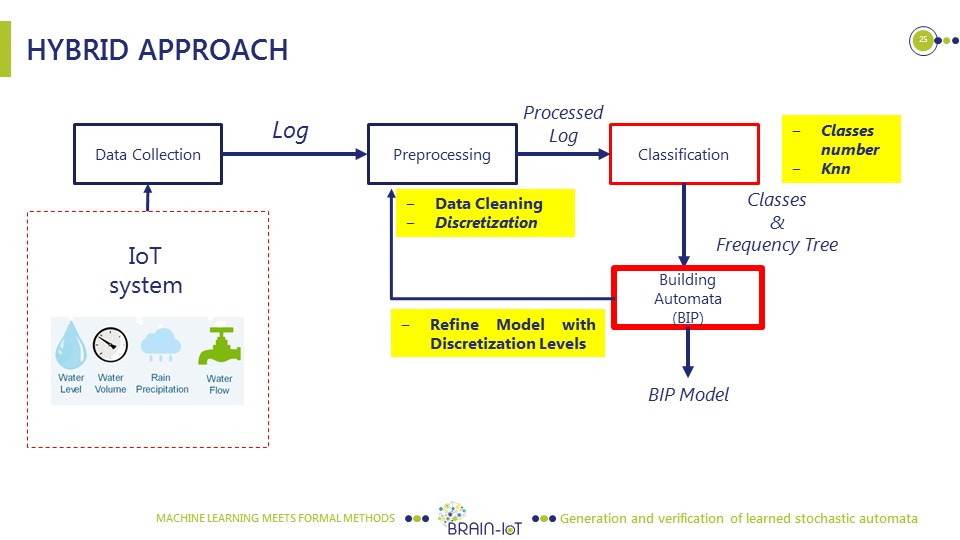 HYBRID APPROACH
25
Processed
Log
Log
Data Collection
Preprocessing
Classification
– Classes
number
– Knn
– Data Cleaning
– Discretization
Classes
&
Frequency Tree
IoT
system
Building
Automata
(BIP)
– Refine Model with
Discretization Levels
Water
Level
Water
Volume
Rain
Precipitation
Water
Flow
BIP Model
MACHINE LEARNING MEETS FORMAL METHODS
BRAIN-IoT
Generation and verification of learned stochastic automata